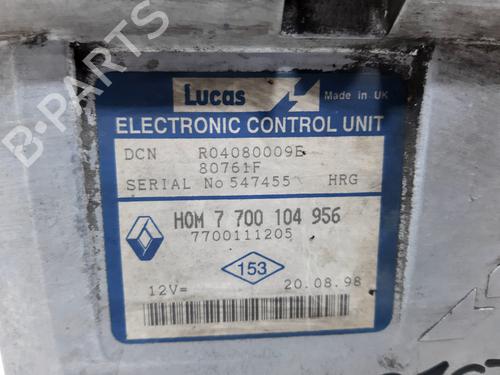 Lucas
Made in UK
ELECTRONIC CONTROL UNIT
DCN R04080009E
80761F
SERIAL No 547455 HRG
HOM 7 700 104 956
7700111205
153
12V= 20.08.98
B-PARTS